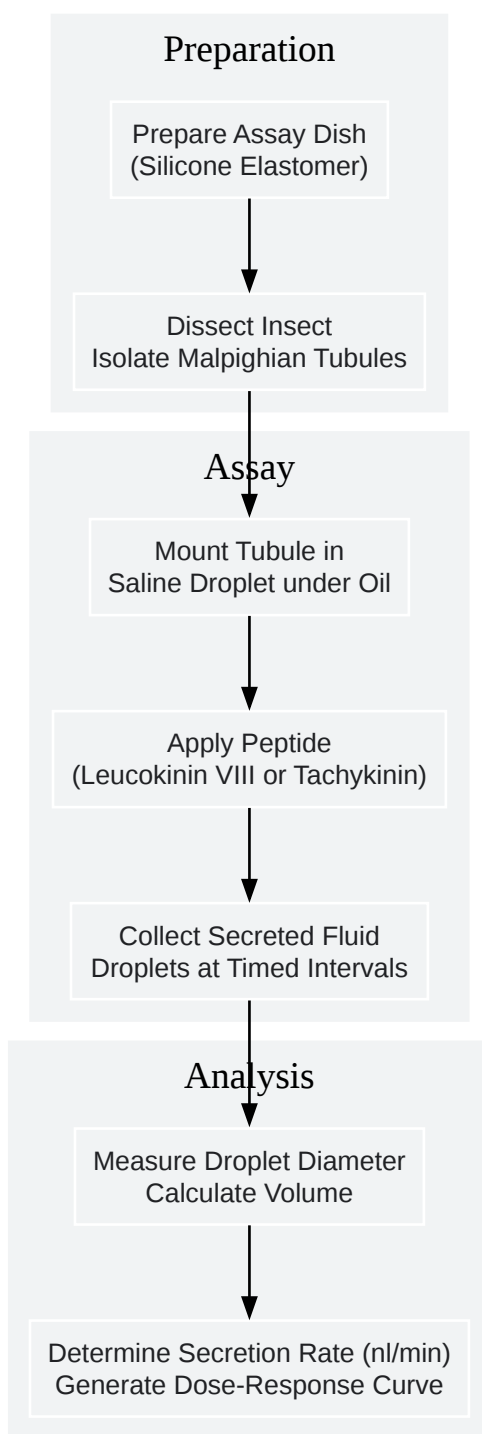 Preparation
Prepare Assay Dish
(Silicone Elastomer)
Dissect Insect
Isolate Malpighian Tubules
Assay
Mount Tubule in
Saline Droplet under Oil
Apply Peptide
(Leucokinin VIII or Tachykinin)
Collect Secreted Fluid
Droplets at Timed Intervals
Analysis
Measure Droplet Diameter
Calculate Volume
Determine Secretion Rate (nl/min)
Generate Dose-Response Curve